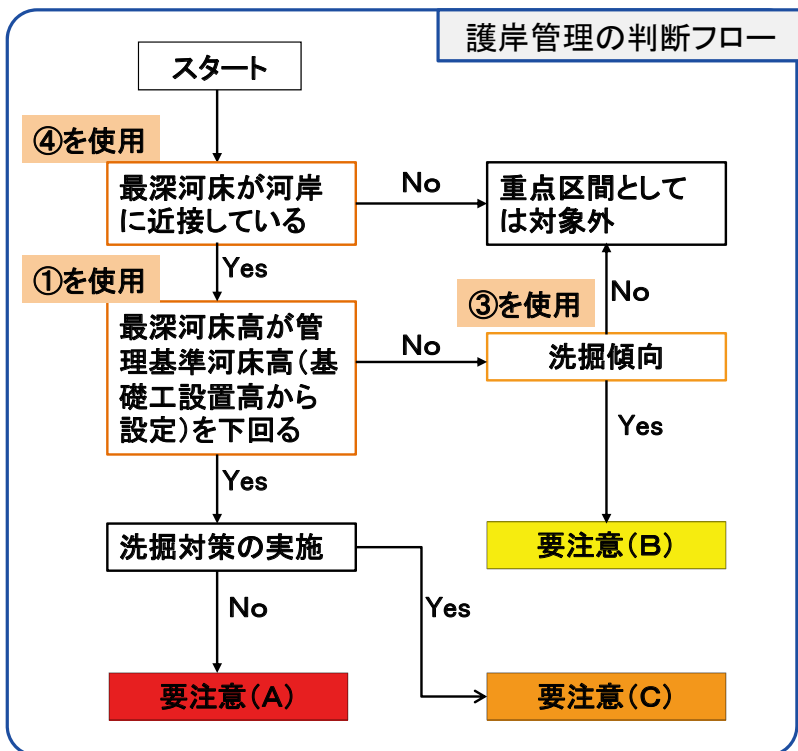 護岸管理の判断フロー
スタート
④を使用
最深河床が河岸
に近接している
No
重点区間として
は対象外
Yes
①を使用
③を使用
No
最深河床高が管
理基準河床高(基
礎工設置高から
設定)を下回る
No
洗掘傾向
Yes
Yes
洗掘対策の実施
要注意(B)
No
Yes
要注意(A)
要注意(C)